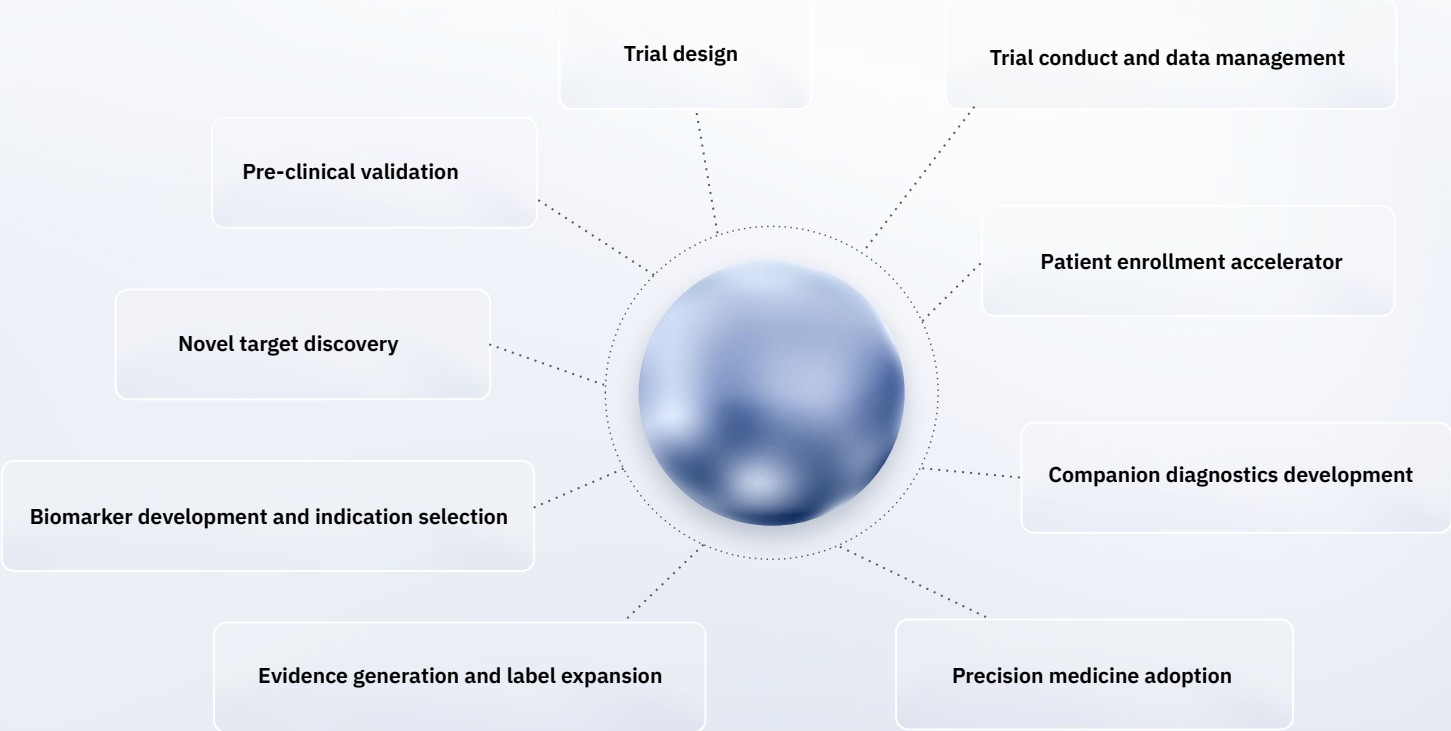 Trial design
Trial conduct and data management
Pre-clinical validation
Patient enrollment accelerator
Novel target discovery
Companion diagnostics development
Biomarker development and indication selection
Evidence generation and label expansion
Precision medicine adoption